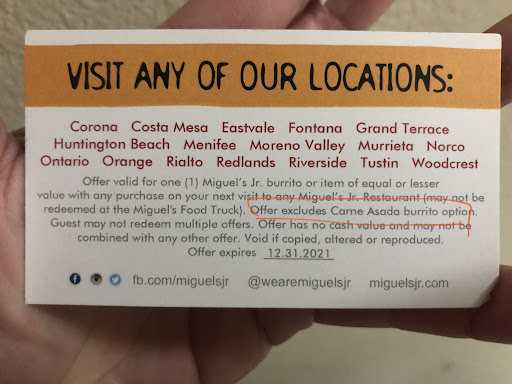 VISIT ANY OF OUR LOCATIONS:
Corona Costa Mesa Eastvale Fontana Grand Terrace
Huntington Beach Menifee Moreno Valley Murrieta Norco
Ontario Orange Rialto Redlands Riverside Tustin Woodcrest
Offer valid for one (1) Miguel's Jr. burrito or item of equal or lesser
value with any purchase on your next visit to any Miguel's Jr. Restaurant (may not be
redeemed at the Miguel's Food Truck). Offer excludes Carne Asada burrito option.
Guest may not redeem multiple offers. Offer has no cash value and may not be
combined with any other offer. Void if copied, altered or reproduced.
Offer expires 12.31.2021
fb.com/miguelsjr @wearemiguelsjr miguelsjr.com